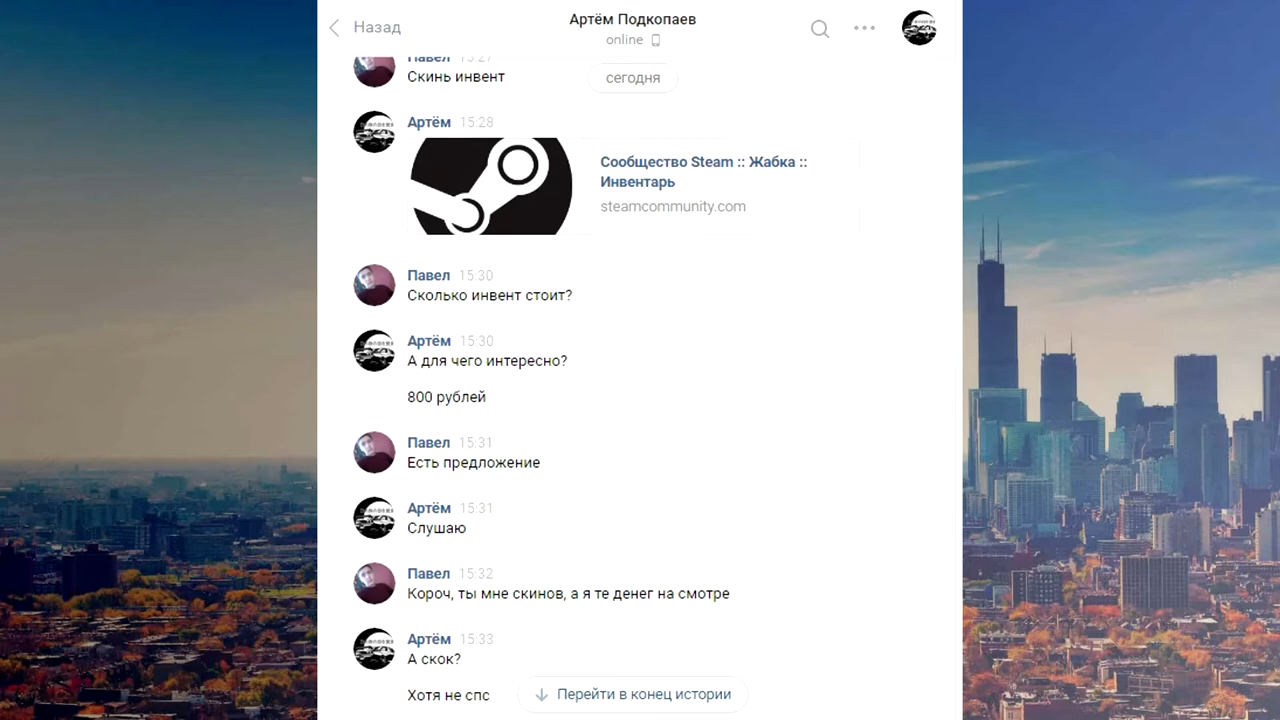 Назад
Артём Подкопаев
online
Павел 15:27
Скинь инвент
сегодня
Артём 15:28
Сообщество Steam :: Жабка ::
Инвентарь
steamcommunity.com
Павел 15:30
Сколько инвент стоит?
Артём 15:30
А для чего интересно?
800 рублей
Павел 15:31
Есть предложение
Артём 15:31
Слушаю
Павел 15:32
Короч, ты мне скинов, а я те денег на смотре
Артём 15:33
А скок?
Хотя не спс
Перейти в конец истории